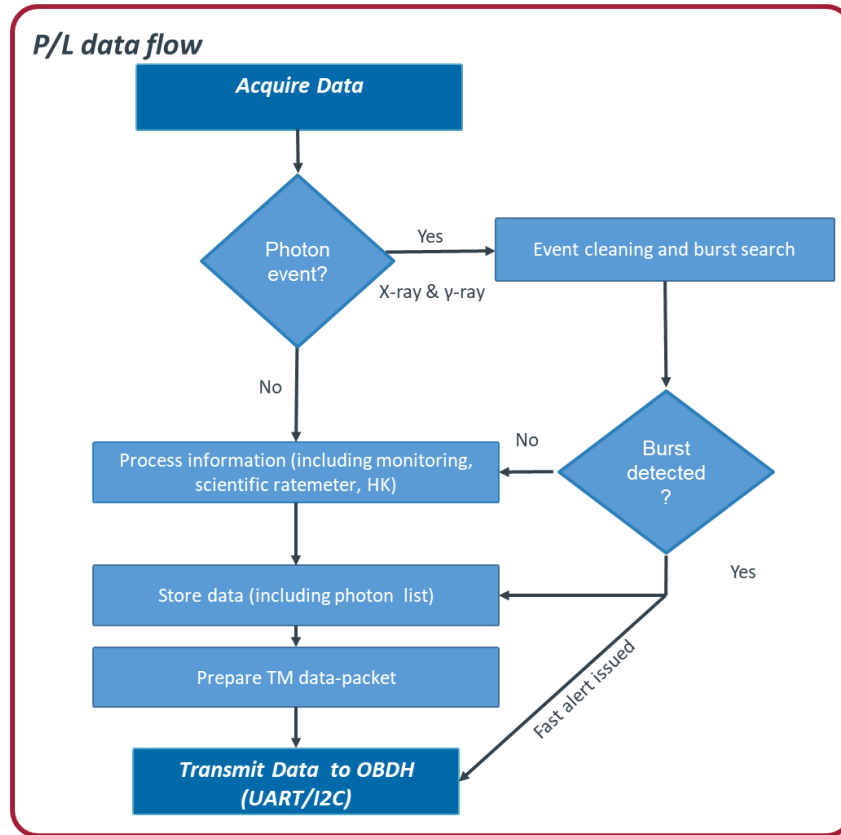 P/L data flow
Acquire Data
Photon
event?
Yes
X-ray & γ-ray
Event cleaning and burst search
No
Process information (including monitoring,
scientific ratemeter, HK)
No
Burst
detected
?
Yes
Store data (including photon list)
Fast alert issued
Prepare TM data-packet
Transmit Data to OBDH
(UART/I2C)